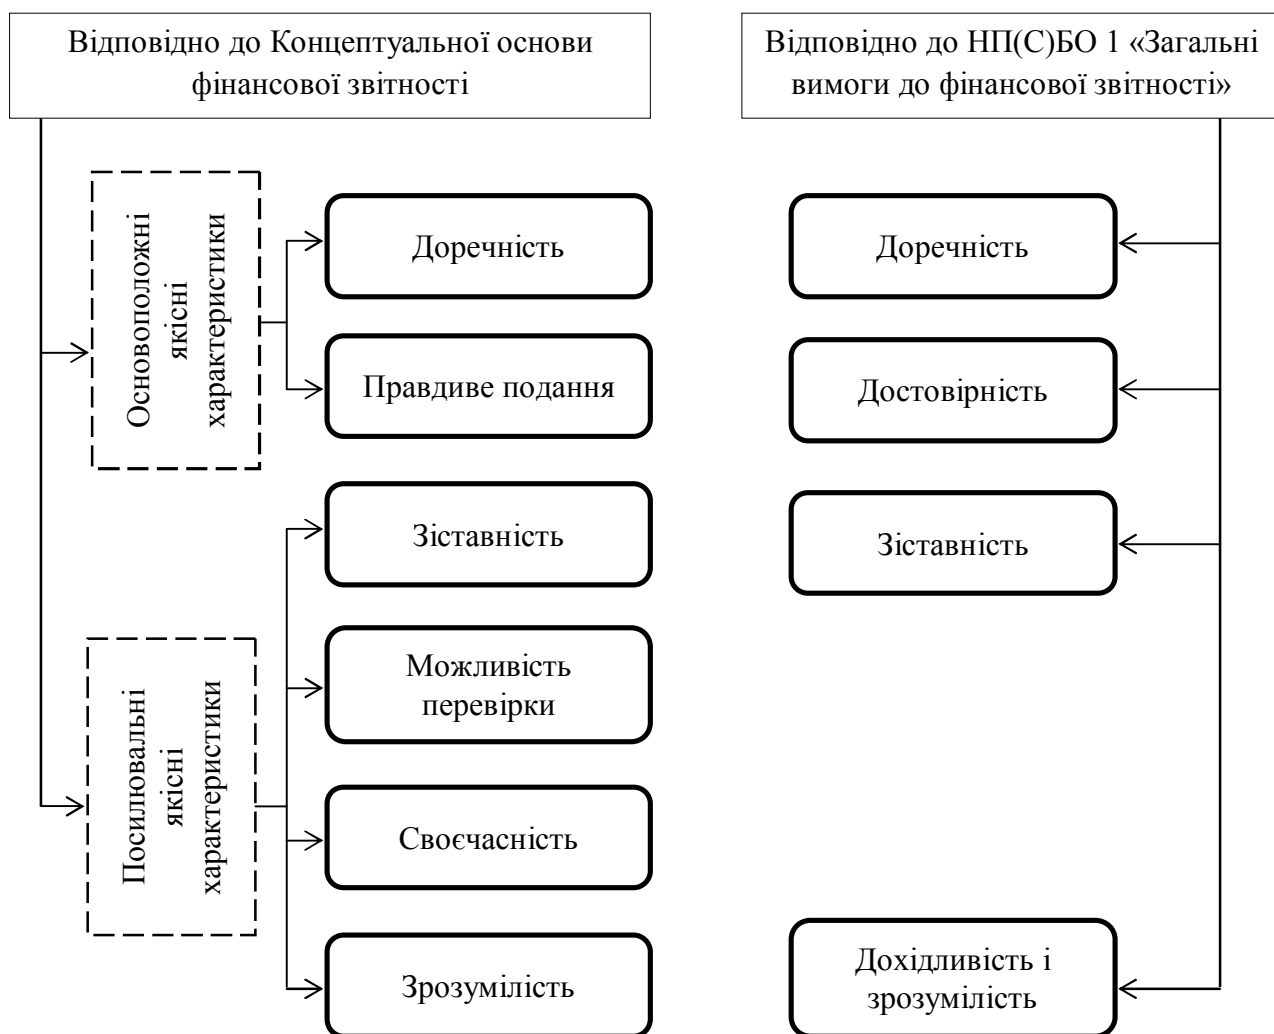 Відповідно до Концептуальної основи
фінансової звітності
Відповідно до НП(С)БО 1 «Загальні
вимоги до фінансової звітності»
Основоположні
якісні
характеристики
Доречність
Правдиве подання
Посилювальні
якісні
характеристики
Зіставність
Можливість
перевірки
Своєчасність
Зрозумілість
Доречність
Достовірність
Зіставність
Дохідливість і
зрозумілість